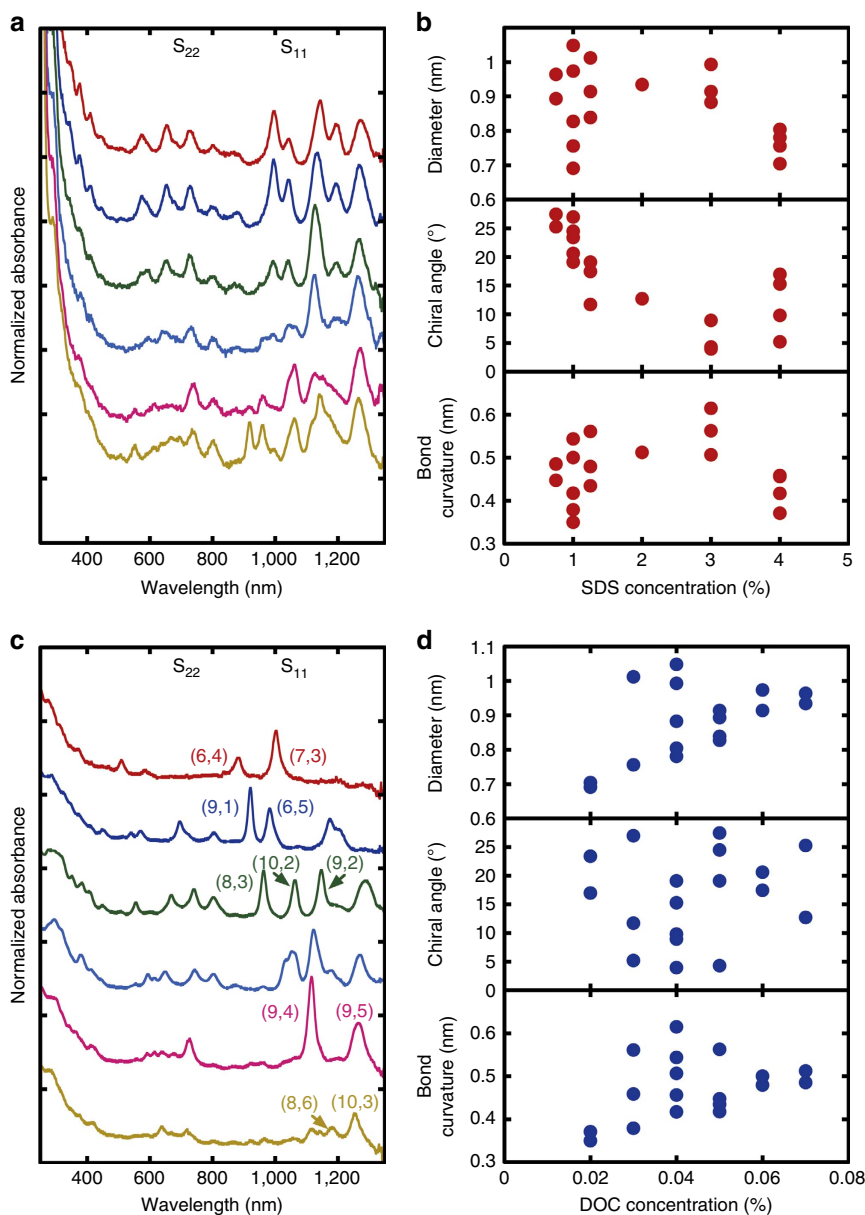 a
S22
S11
Normalized absorbance
400
600
800
1,000
1,200
Wavelength (nm)
b
Diameter (nm)
1
0.9
0.8
0.7
0.6
Chiral angle (°)
25
20
15
10
5
0
Bond
curvature (nm)
0.6
0.5
0.4
0.3
0
1
2
3
4
5
SDS concentration (%)
c
S22
S11
Normalized absorbance
(6,4)
(7,3)
(9,1)
(6,5)
(10,2)
(9,2)
(8,3)
(9,4)
(9,5)
(8,6)
(10,3)
400
600
800
1,000
1,200
Wavelength (nm)
d
Diameter (nm)
1.1
1
0.9
0.8
0.7
0.6
Chiral angle (°)
25
20
15
10
5
0
Bond
curvature (nm)
0.6
0.5
0.4
0.3
0
0.02
0.04
0.06
0.08
DOC concentration (%)